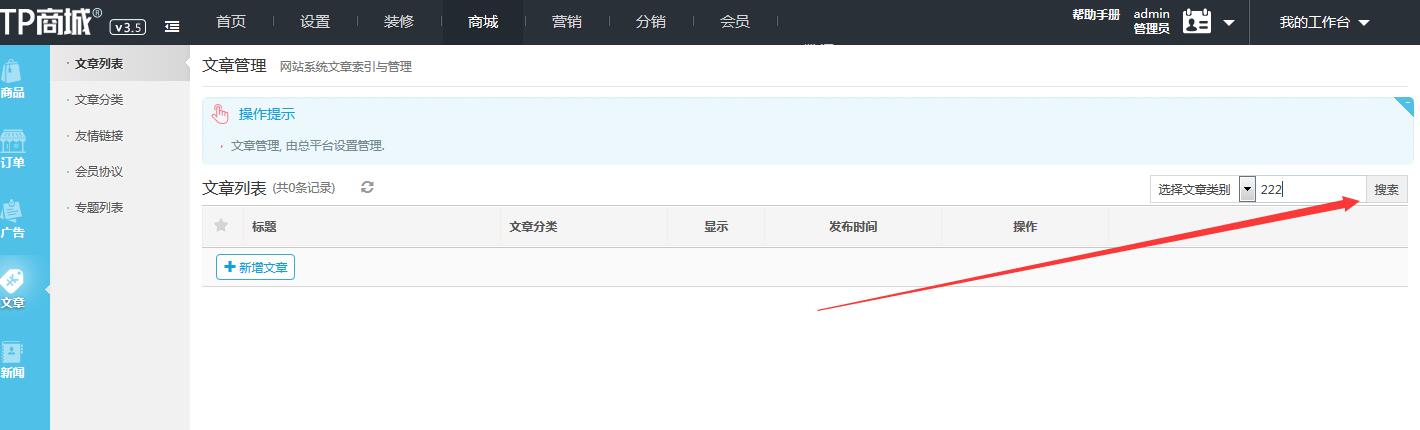 TP商城® v3.5
首页 设置 装修 商城 营销 分销 会员
帮助手册 admin 管理员 我的工作台
商品
订单
广告
文章
新闻
· 文章列表
· 文章分类
· 友情链接
· 会员协议
· 专题列表
文章管理 网站系统文章索引与管理
操作提示
· 文章管理, 由总平台设置管理.
文章列表 (共0条记录)
选择文章类别 222 搜索
标题 文章分类 显示 发布时间 操作
新增文章